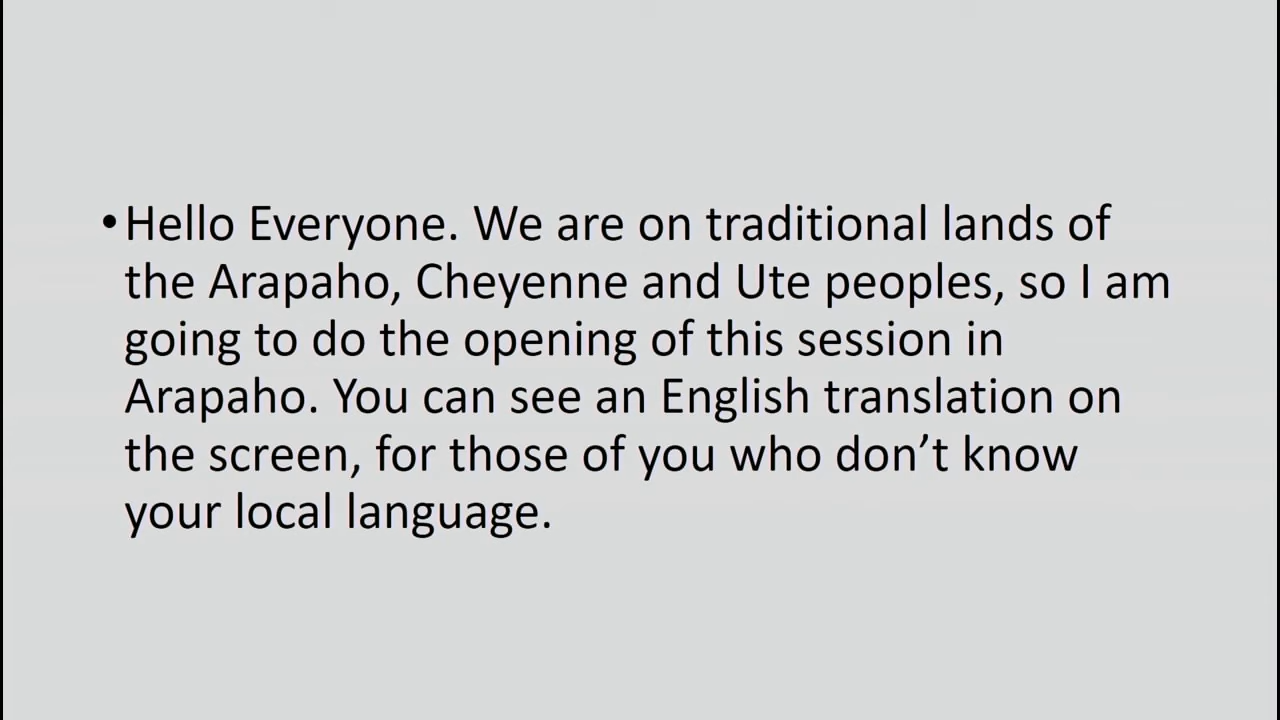 •Hello Everyone. We are on traditional lands of
the Arapaho, Cheyenne and Ute peoples, so I am
going to do the opening of this session in
Arapaho. You can see an English translation on
the screen, for those of you who don’t know
your local language.